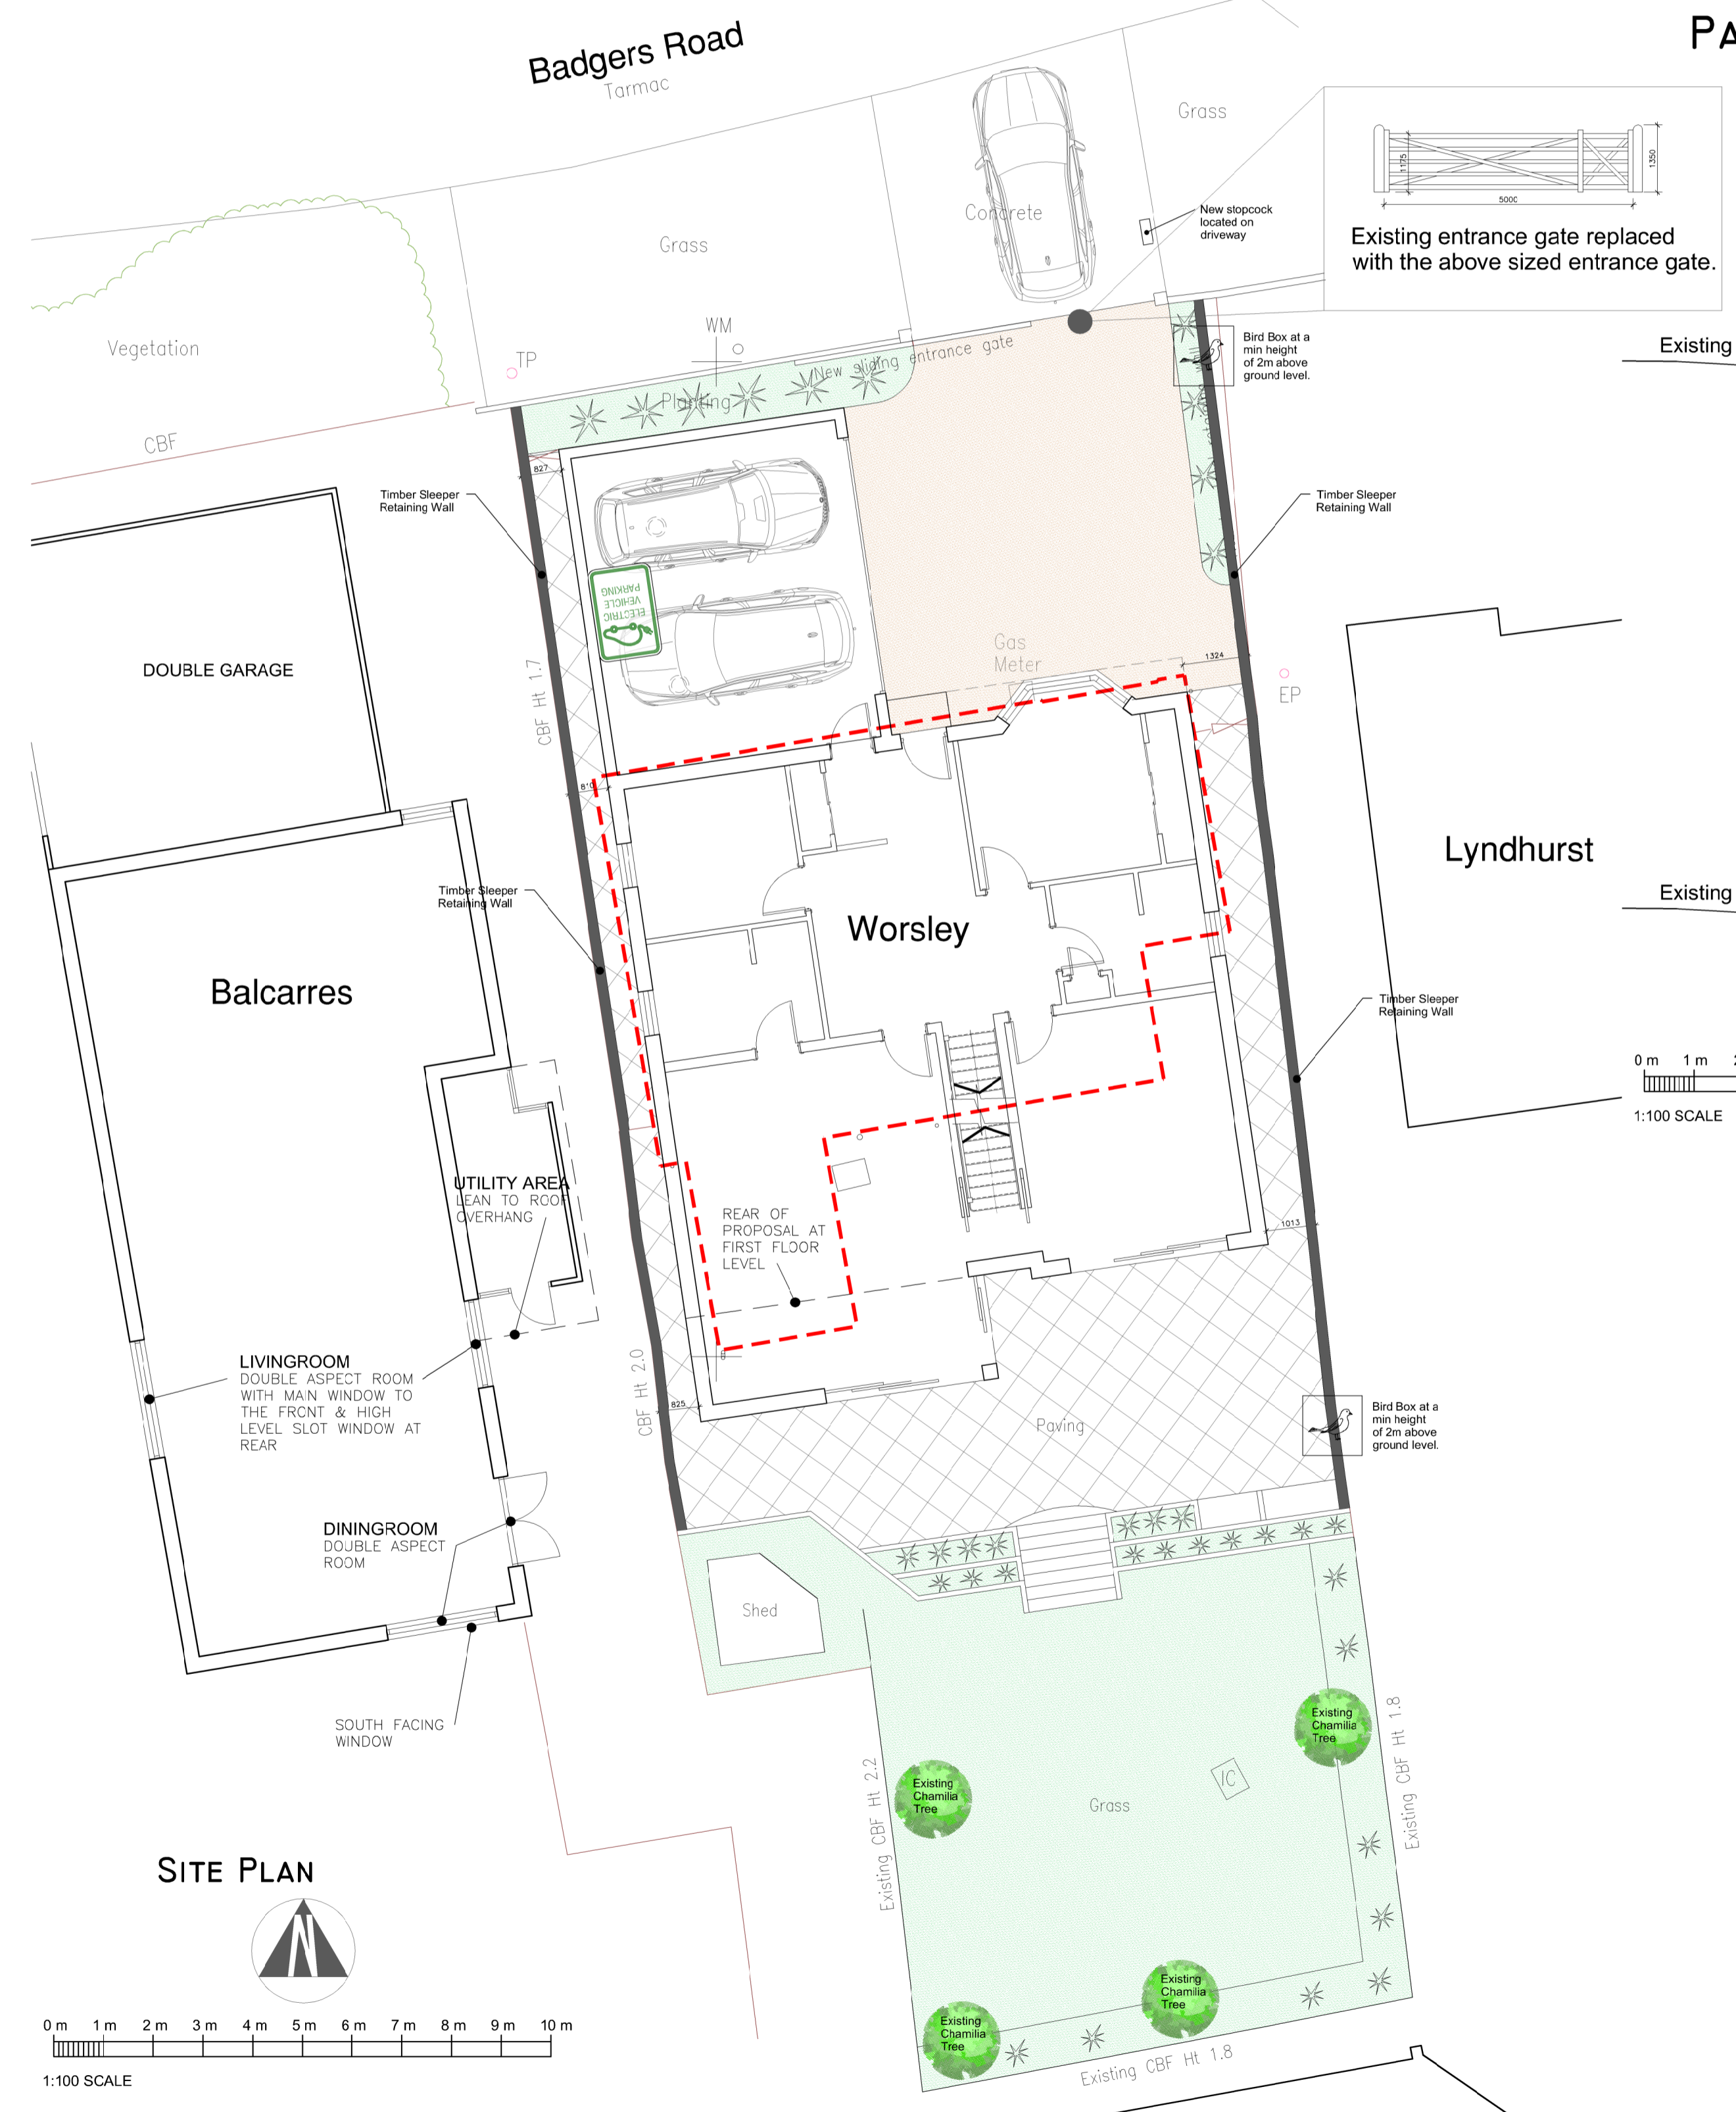 Badgers Road
Tarmac
PA
Grass
Concrete
New stopcock
located on
driveway
1175
1350
5000
Existing entrance gate replaced
with the above sized entrance gate.
Grass
Vegetation
WM
TP
New sliding entrance gate
Planting
CBF
Bird Box at a
min height
of 2m above
ground level.
Existing
827
Timber Sleeper
Retaining Wall
Timber Sleeper
Retaining Wall
ELECTRIC
VEHICLE
PARKING
DOUBLE GARAGE
CBF Ht 1.7
Gas
Meter
1324
EP
810
Timber Sleeper
Retaining Wall
Worsley
Lyndhurst
Existing
Balcarres
Timber Sleeper
Retaining Wall
0 m 1 m 2
1:100 SCALE
UTILITY AREA
LEAN TO ROOF
OVERHANG
REAR OF
PROPOSAL AT
FIRST FLOOR
LEVEL
1013
LIVINGROOM
DOUBLE ASPECT ROOM
WITH MAIN WINDOW TO
THE FRONT & HIGH
LEVEL SLOT WINDOW AT
REAR
CBF Ht 2.0
825
Paving
Bird Box at a
min height
of 2m above
ground level.
DININGROOM
DOUBLE ASPECT
ROOM
Shed
SOUTH FACING
WINDOW
Existing
Chamilia
Tree
Existing CBF Ht 1.8
Existing
Chamilia
Tree
IC
Grass
Existing CBF Ht 2.2
SITE PLAN
N
Existing
Chamilia
Tree
Existing
Chamilia
Tree
Existing CBF Ht 1.8
0 m 1 m 2 m 3 m 4 m 5 m 6 m 7 m 8 m 9 m 10 m
1:100 SCALE